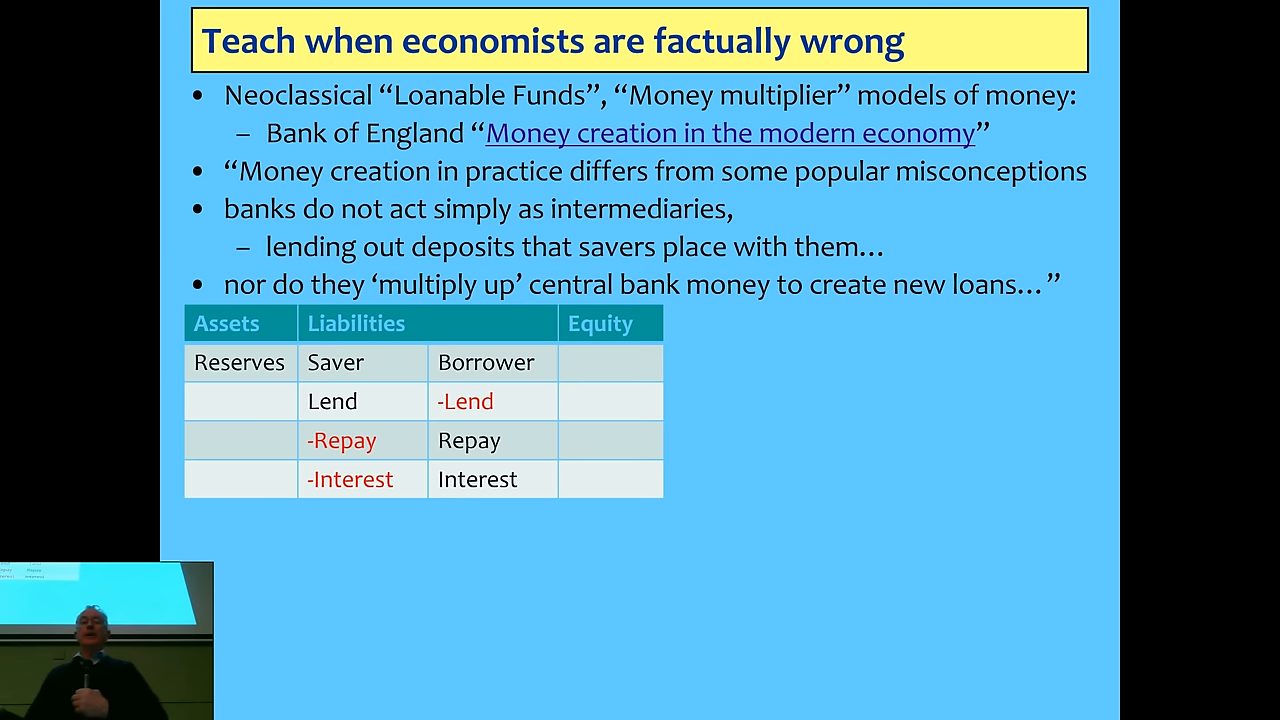 Teach when economists are factually wrong
• Neoclassical “Loanable Funds”, “Money multiplier” models of money:
– Bank of England “Money creation in the modern economy”
• “Money creation in practice differs from some popular misconceptions
• banks do not act simply as intermediaries,
– lending out deposits that savers place with them…
• nor do they ‘multiply up’ central bank money to create new loans…”
Assets Liabilities Equity
Reserves Saver Borrower
Lend -Lend
-Repay Repay
-Interest Interest